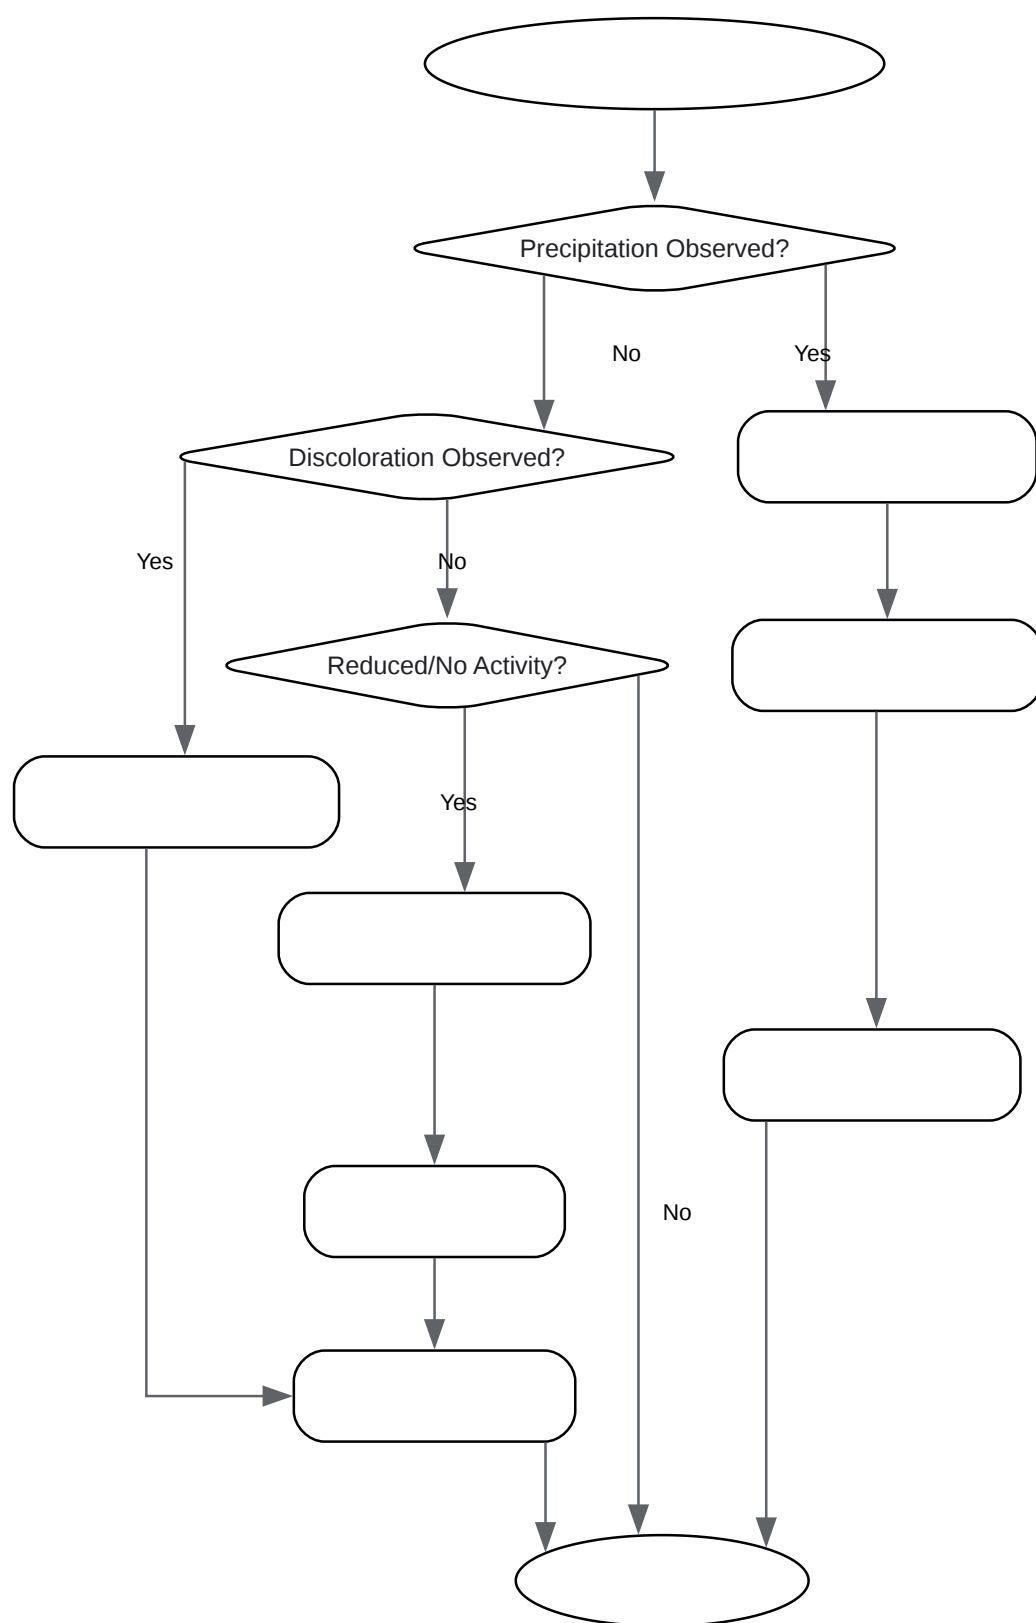 Precipitation Observed?
No
Yes
Discoloration Observed?
Yes
No
Reduced/No Activity?
Yes
No